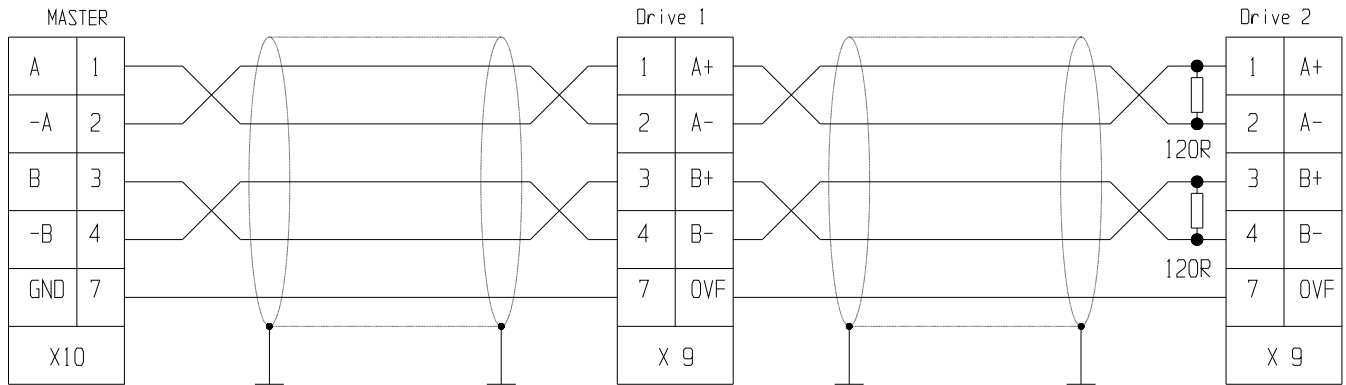 MASTER Drive 1 Drive 2
A 1 1 A+ 1 A+
-A 2 2 A- 2 A-
120R
B 3 3 B+ 3 B+
-B 4 4 B- 4 B-
120R
GND 7 7 0VF 7 0VF
X10 X 9 X 9